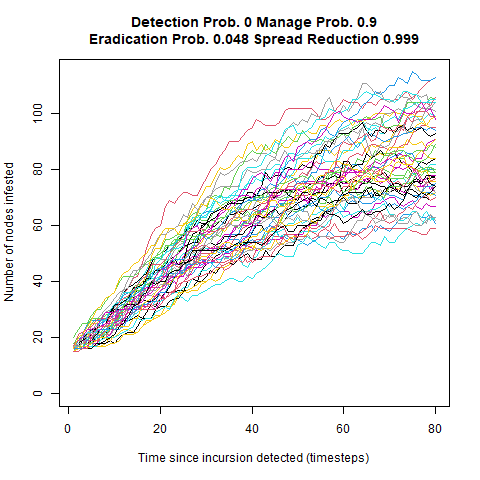 Detection Prob. 0 Manage Prob. 0.9
Eradication Prob. 0.048 Spread Reduction 0.999
Number of nodes infested
100
80
60
40
20
0
0 20 40 60 80
Time since incursion detected (timesteps)